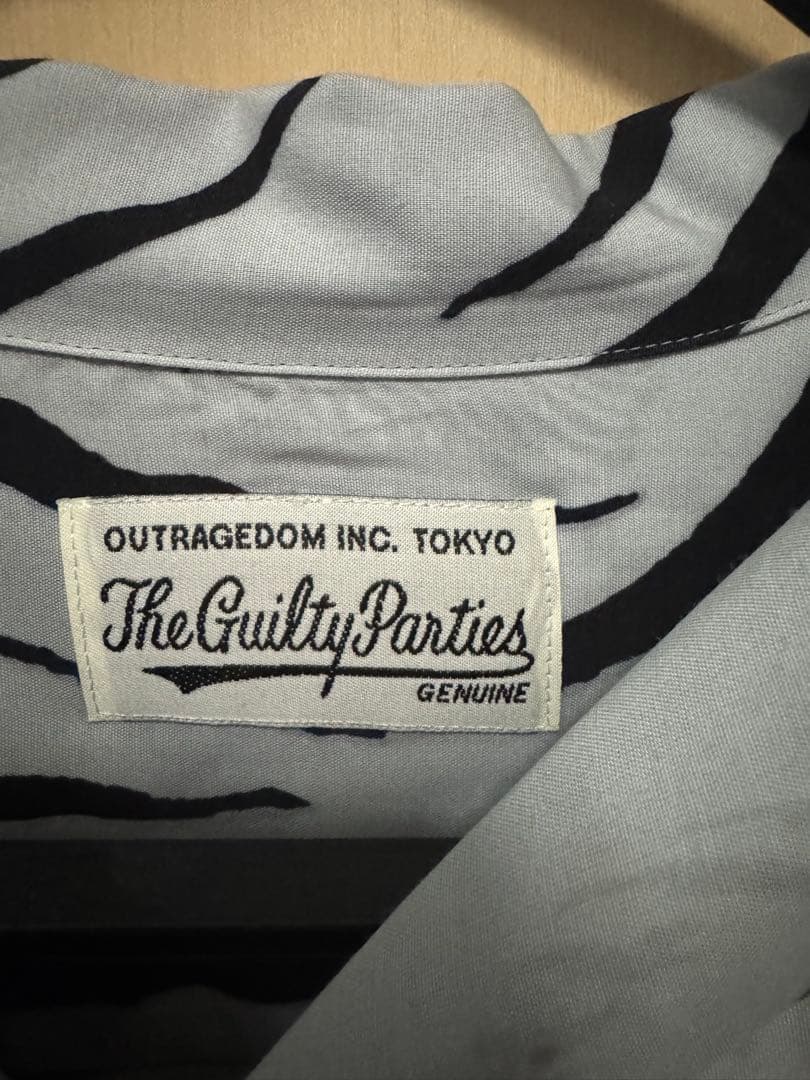 OUTRAGEDOM INC. TOKYO
The Guilty Parties
GENUINE